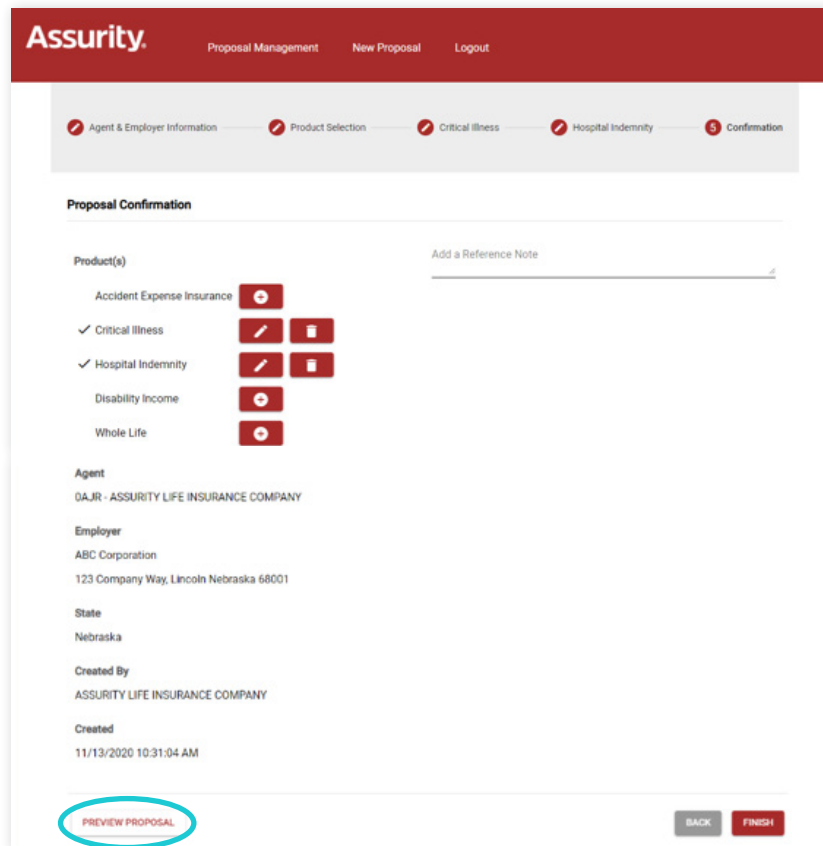 Assurity.
Proposal Management New Proposal Logout
Agent & Employer Information Product Selection Critical Illness Hospital Indemnity 5 Confirmation
Proposal Confirmation
Product(s)
Add a Reference Note
Accident Expense Insurance
Critical Illness
Hospital Indemnity
Disability Income
Whole Life
Agent
0AJR - ASSURITY LIFE INSURANCE COMPANY
Employer
ABC Corporation
123 Company Way, Lincoln Nebraska 68001
State
Nebraska
Created By
ASSURITY LIFE INSURANCE COMPANY
Created
11/13/2020 10:31:04 AM
PREVIEW PROPOSAL BACK FINISH